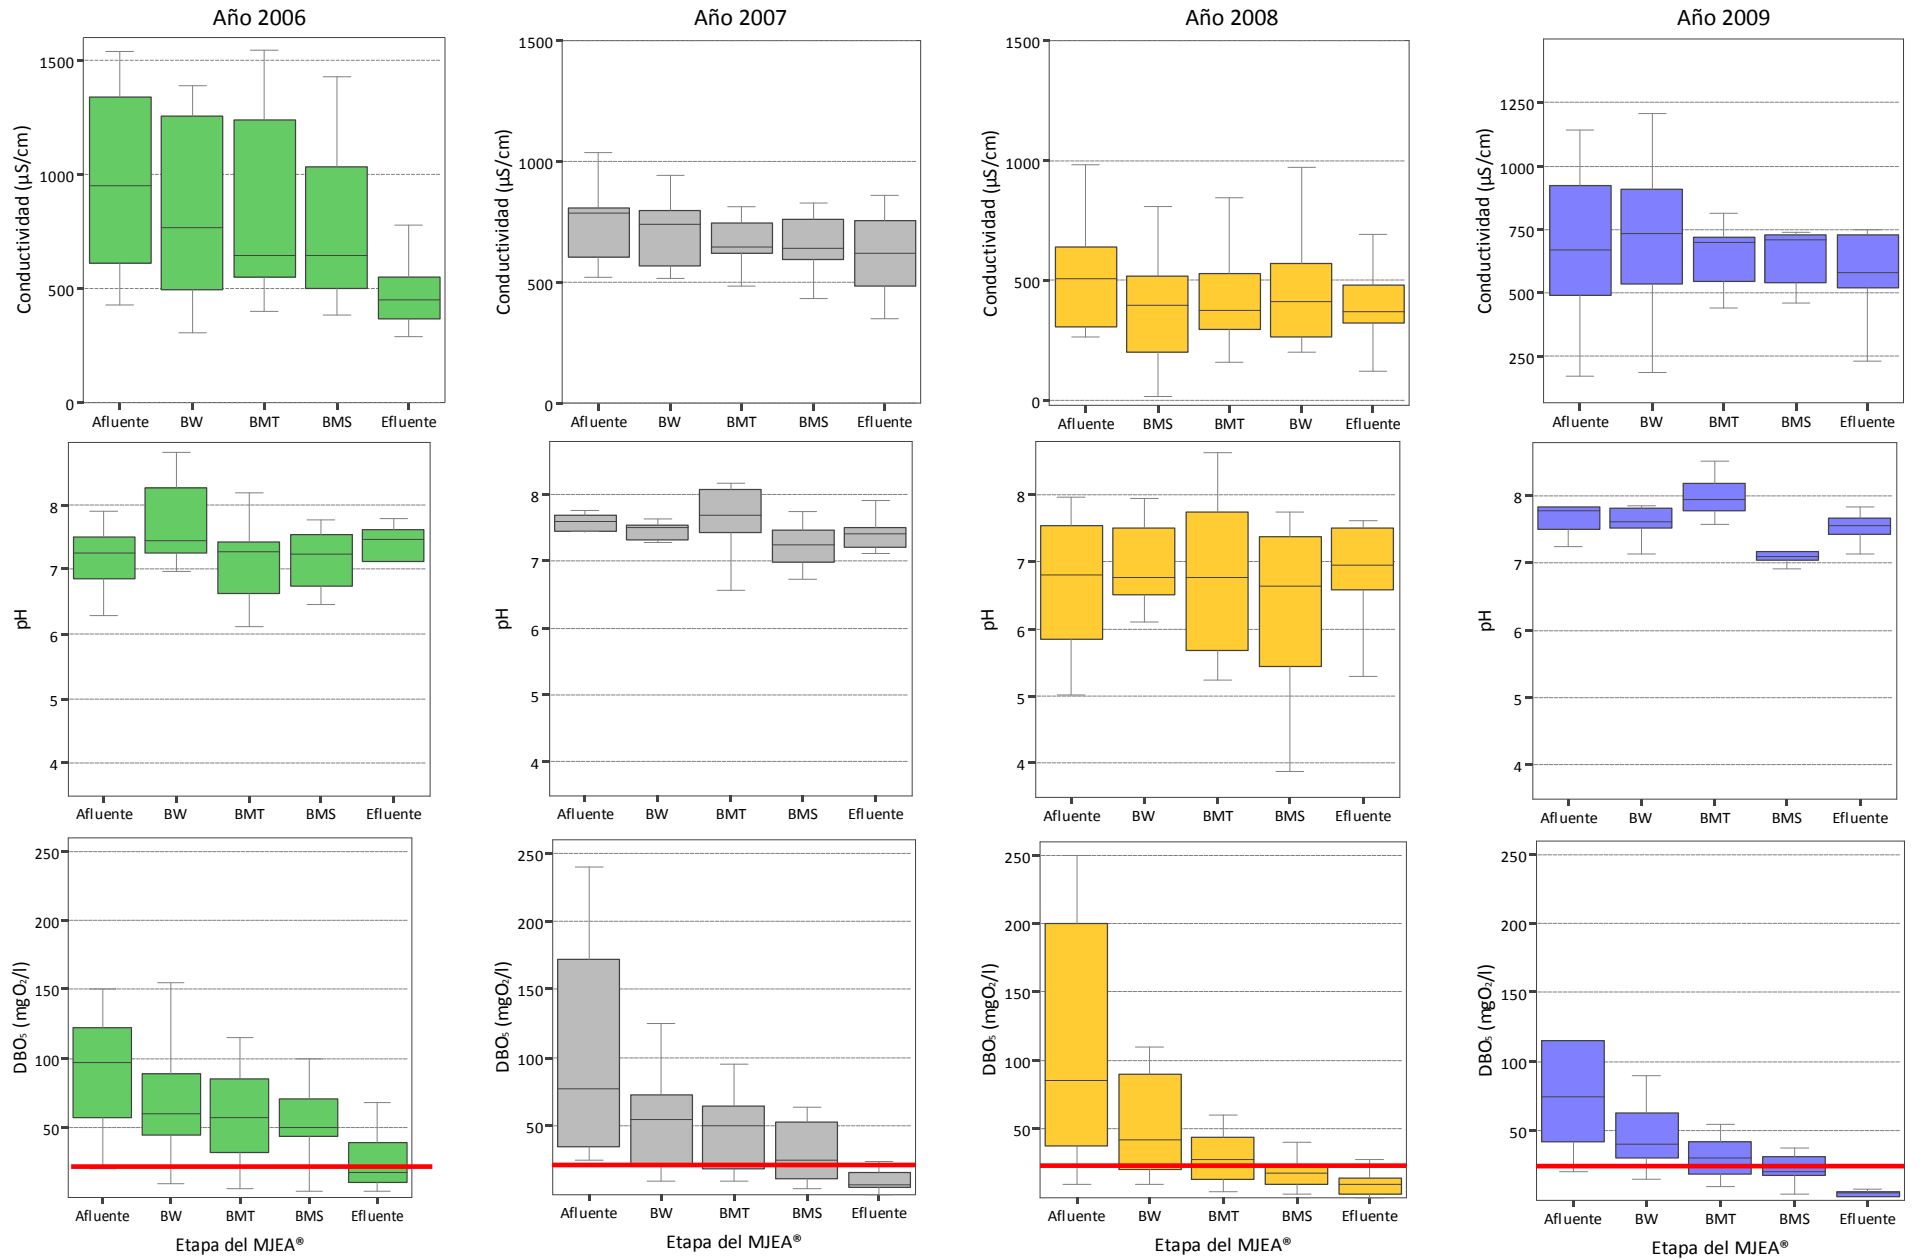 Año 2006
Año 2007
Año 2008
Año 2009
Conductividad (µS/cm)
1500
1000
500
0
Afluente BW BMT BMS Efluente
Conductividad (µS/cm)
1500
1000
500
0
Afluente BW BMT BMS Efluente
Conductividad (µS/cm)
1500
1000
500
0
Afluente BMS BMT BW Efluente
Conductividad (µS/cm)
1250
1000
750
500
250
Afluente BW BMT BMS Efluente
pH
8
7
6
5
4
Afluente BW BMT BMS Efluente
pH
8
7
6
5
4
Afluente BW BMT BMS Efluente
pH
8
7
6
5
4
Afluente BW BMT BMS Efluente
pH
8
7
6
5
4
Afluente BW BMT BMS Efluente
DBO₅ (mgO₂/l)
250
200
150
100
50
Afluente BW BMT BMS Efluente
Etapa del MJEA®
DBO₅ (mgO₂/l)
250
200
150
100
50
Afluente BW BMT BMS Efluente
Etapa del MJEA®
DBO₅ (mgO₂/l)
250
200
150
100
50
Afluente BW BMT BMS Efluente
Etapa del MJEA®
DBO₅ (mgO₂/l)
250
200
150
100
50
Afluente BW BMT BMS Efluente
Etapa del MJEA®